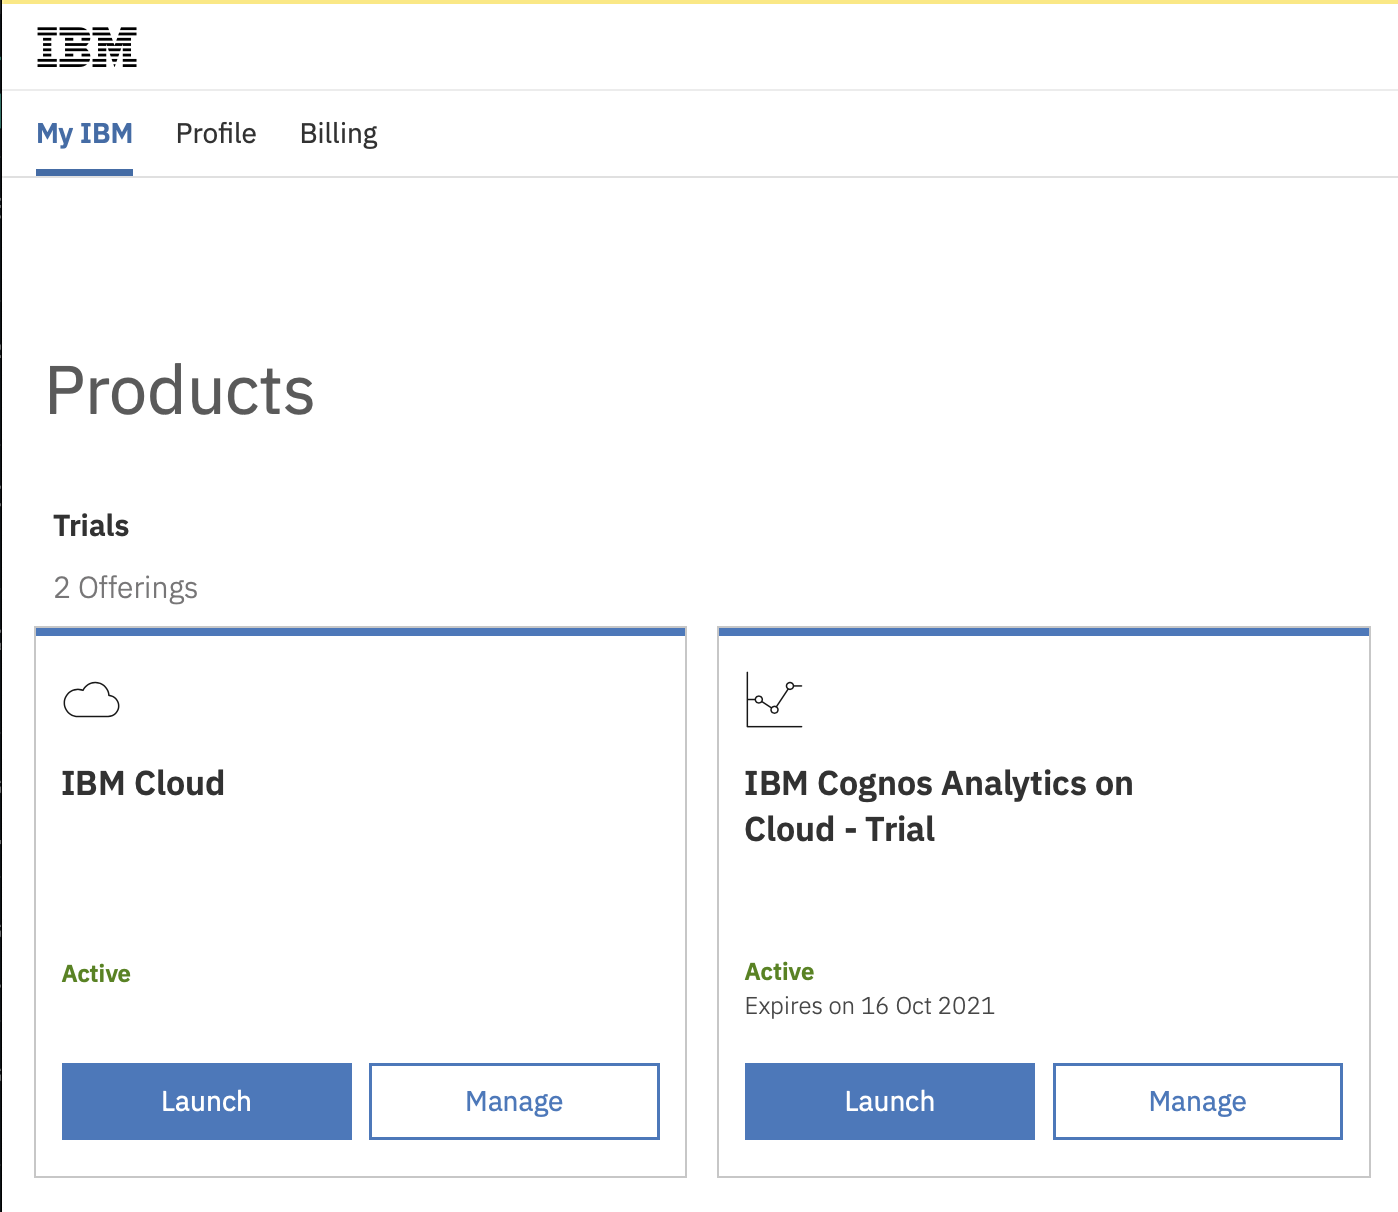 IBM
My IBM Profile Billing
Products
Trials
2 Offerings
IBM Cloud
Active
Launch Manage
IBM Cognos Analytics on
Cloud - Trial
Active
Expires on 16 Oct 2021
Launch Manage